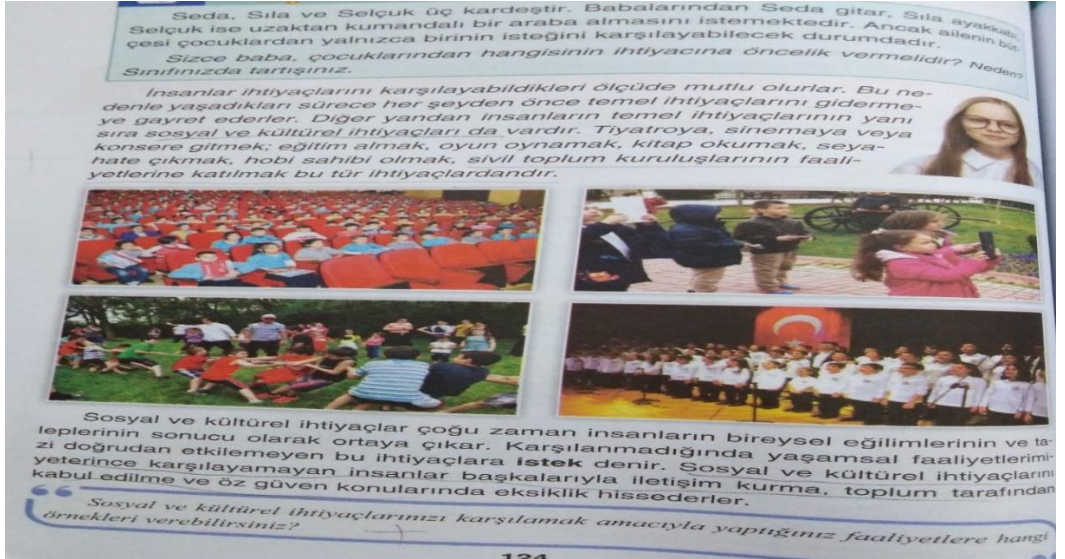 Seda, Sıla ve Selçuk üç kardeştir. Babalarından Seda gitar, Sıla ayakkabı,
Selçuk ise uzaktan kumandalı bir araba almasını istemektedir. Ancak ailenin büt-
çesi çocuklardan yalnızca birinin isteğini karşılayabilecek durumdadır.
Sizce baba, çocuklarından hangisinin ihtiyacına öncelik vermelidir? Neden?
Sınıfınızda tartışınız.
İnsanlar ihtiyaçlarını karşılayabildikleri ölçüde mutlu olurlar. Bu ne-
denle yaşadıkları sürece her şeyden önce temel ihtiyaçlarını giderme-
ye gayret ederler. Diğer yandan insanların temel ihtiyaçlarının yanı
sıra sosyal ve kültürel ihtiyaçları da vardır. Tiyatroya, sinemaya veya
konsere gitmek; eğitim almak, oyun oynamak, kitap okumak, seya-
hate çıkmak, hobi sahibi olmak, sivil toplum kuruluşlarının faali-
yetlerine katılmak bu tür ihtiyaçlardandır.
Sosyal ve kültürel ihtiyaçlar çoğu zaman insanların bireysel eğilimlerinin ve ta-
leplerinin sonucu olarak ortaya çıkar. Karşılanmadığında yaşamsal faaliyetlerimi-
zi doğrudan etkilemeyen bu ihtiyaçlara istek denir. Sosyal ve kültürel ihtiyaçlarını
yeterince karşılayamayan insanlar başkalarıyla iletişim kurma, toplum tarafından
kabul edilme ve öz güven konularında eksiklik hissederler.
Sosyal ve kültürel ihtiyaçlarınızı karşılamak amacıyla yaptığınız faaliyetlere hangi
örnekleri verebilirsiniz?
134